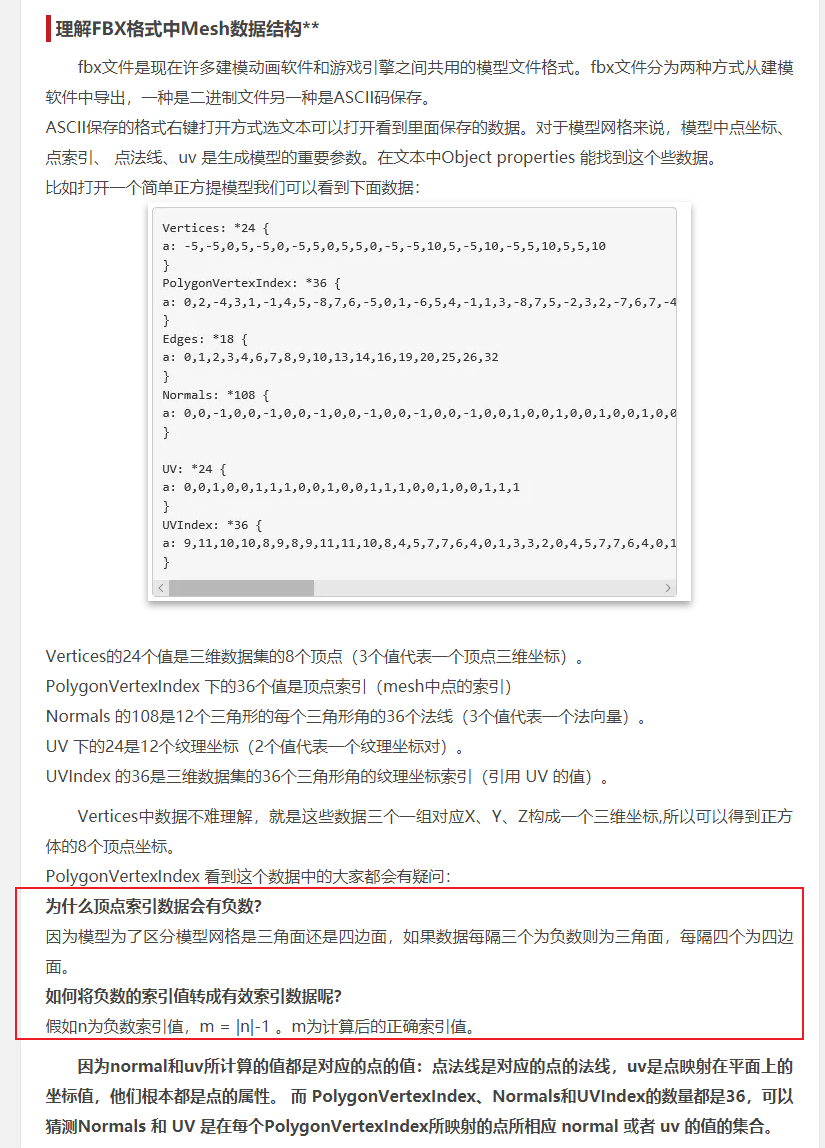 理解FBX格式中Mesh数据结构**
fbx文件是现在许多建模动画软件和游戏引擎之间共用的模型文件格式。fbx文件分为两种方式从建模
软件中导出，一种是二进制文件另一种是ASCII码保存。
ASCII保存的格式右键打开方式选文本可以打开看到里面保存的数据。对于模型网格来说，模型中点坐标、
点索引、 点法线、uv 是生成模型的重要参数。在文本中Object properties 能找到这个些数据。
比如打开一个简单正方提模型我们可以看到下面数据：
Vertices: *24 {
a: -5,-5,0,5,-5,0,-5,5,0,5,5,0,-5,-5,10,5,-5,10,-5,5,10,5,5,10
}
PolygonVertexIndex: *36 {
a: 0,2,-4,3,1,-1,4,5,-8,7,6,-5,0,1,-6,5,4,-1,1,3,-8,7,5,-2,3,2,-7,6,7,-4
}
Edges: *18 {
a: 0,1,2,3,4,6,7,8,9,10,13,14,16,19,20,25,26,32
}
Normals: *108 {
a: 0,0,-1,0,0,-1,0,0,-1,0,0,-1,0,0,-1,0,0,-1,0,0,1,0,0,1,0,0,1,0,0,1,0,0
}
UV: *24 {
a: 0,0,1,0,0,1,1,1,0,0,1,0,0,1,1,1,0,0,1,0,0,1,1,1
}
UVIndex: *36 {
a: 9,11,10,10,8,9,8,9,11,11,10,8,4,5,7,7,6,4,0,1,3,3,2,0,4,5,7,7,6,4,0,1
}
Vertices的24个值是三维数据集的8个顶点（3个值代表一个顶点三维坐标）。
PolygonVertexIndex 下的36个值是顶点索引（mesh中点的索引）
Normals 的108是12个三角形的每个三角形角的36个法线（3个值代表一个法向量）。
UV 下的24是12个纹理坐标（2个值代表一个纹理坐标对）。
UVIndex 的36是三维数据集的36个三角形角的纹理坐标索引（引用 UV 的值）。
Vertices中数据不难理解，就是这些数据三个一组对应X、Y、Z构成一个三维坐标,所以可以得到正方
体的8个顶点坐标。
PolygonVertexIndex 看到这个数据中的大家都会有疑问：
为什么顶点索引数据会有负数?
因为模型为了区分模型网格是三角面还是四边面，如果数据每隔三个为负数则为三角面，每隔四个为四边
面。
如何将负数的索引值转成有效索引数据呢?
假如n为负数索引值，m = |n|-1 。m为计算后的正确索引值。
因为normal和uv所计算的值都是对应的点的值：点法线是对应的点的法线，uv是点映射在平面上的
坐标值，他们根本都是点的属性。 而 PolygonVertexIndex、Normals和UVIndex的数量都是36，可以
猜测Normals 和 UV 是在每个PolygonVertexIndex所映射的点所相应 normal 或者 uv 的值的集合。